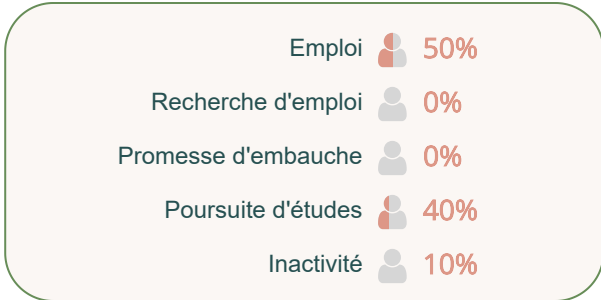 Emploi 50%
Recherche d'emploi 0%
Promesse d'embauche 0%
Poursuite d'études 40%
Inactivité 10%